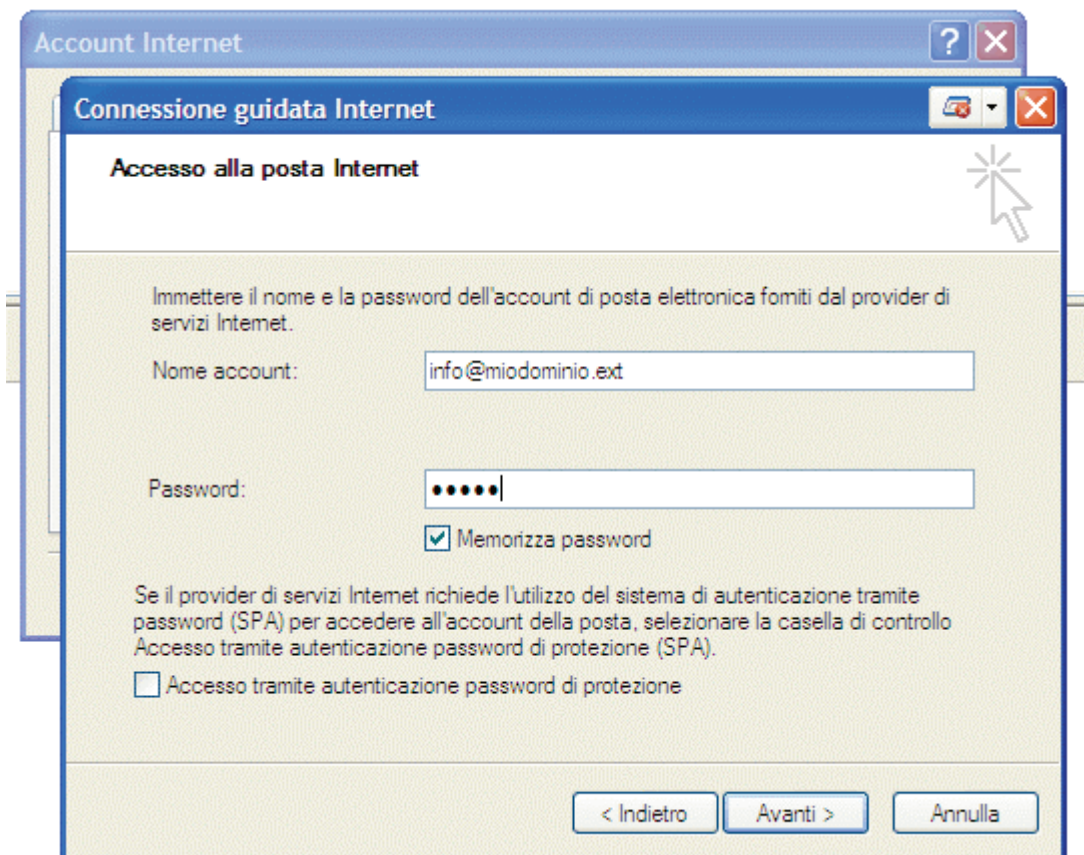 Account Internet
Connessione guidata Internet
Accesso alla posta Internet
Immettere il nome e la password dell'account di posta elettronica forniti dal provider di
servizi Internet.
Nome account: info@miodominio.ext
Password: •••••
Memorizza password
Se il provider di servizi Internet richiede l'utilizzo del sistema di autenticazione tramite
password (SPA) per accedere all'account della posta, selezionare la casella di controllo
Accesso tramite autenticazione password di protezione (SPA).
Accesso tramite autenticazione password di protezione
< Indietro Avanti > Annulla